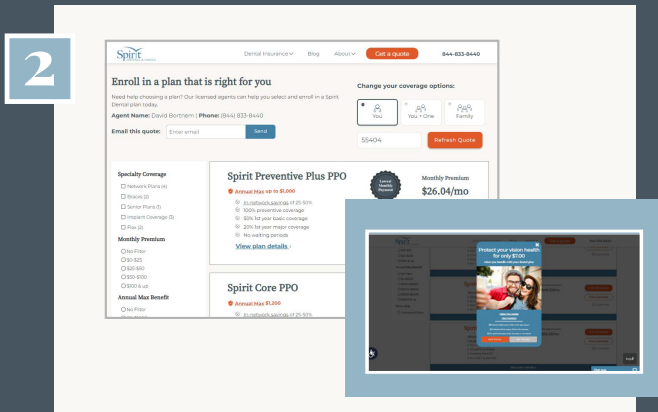 2
Spirit
Dental Insurance
Blog
About
Get a quote
844-833-8440
Enroll in a plan that is right for you
Need help choosing a plan? Our licensed agents can help you select and enroll in a Spirit
Dental plan today.
Agent Name: David Bortnem | Phone: (844) 833-8440
Email this quote:
Enter email
Send
Change your coverage options:
You
You + One
Family
55404
Refresh Quote
Specialty Coverage
Network Plans (4)
Braces (2)
Senior Plans (1)
Implant Coverage (3)
Flex (2)
Monthly Premium
No Filter
$0-$25
$25-$50
$50-$100
$100 & up
Annual Max Benefit
No Filter
Spirit Preventive Plus PPO
Annual Max up to $1,000
In network savings of 25-50%
100% preventive coverage
50% 1st year basic coverage
20% 1st year major coverage
No waiting periods
View plan details
Lowest
Monthly
Payment!
Monthly Premium
$26.04/mo
Spirit Core PPO
Annual Max $1,200
In network savings of 25-50%
Protect your vision health
for only $7.00